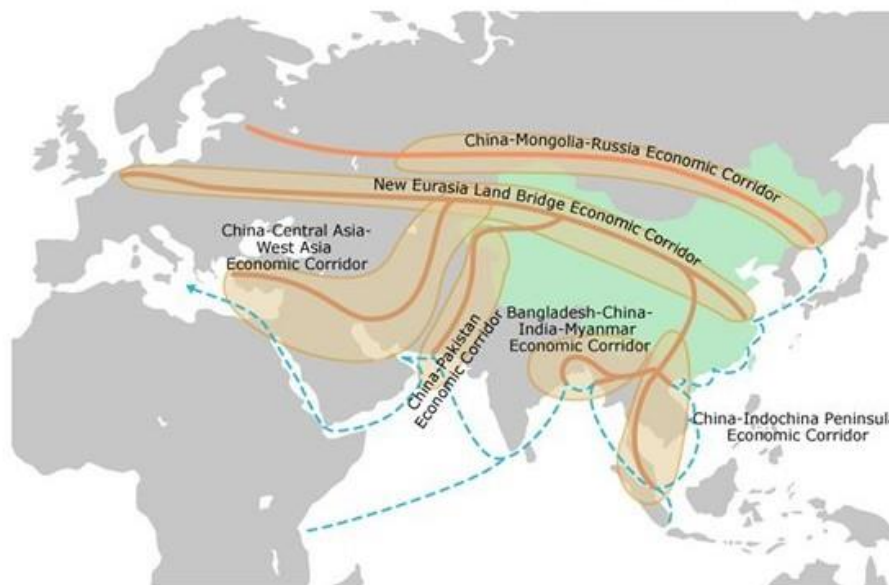 China-Mongolia-Russia Economic Corridor
New Eurasia Land Bridge Economic Corridor
China-Central Asia-
West Asia
Economic Corridor
China-Pakistan
Economic Corridor
Bangladesh-China-
India-Myanmar
Economic Corridor
China-Indochina Peninsula
Economic Corridor